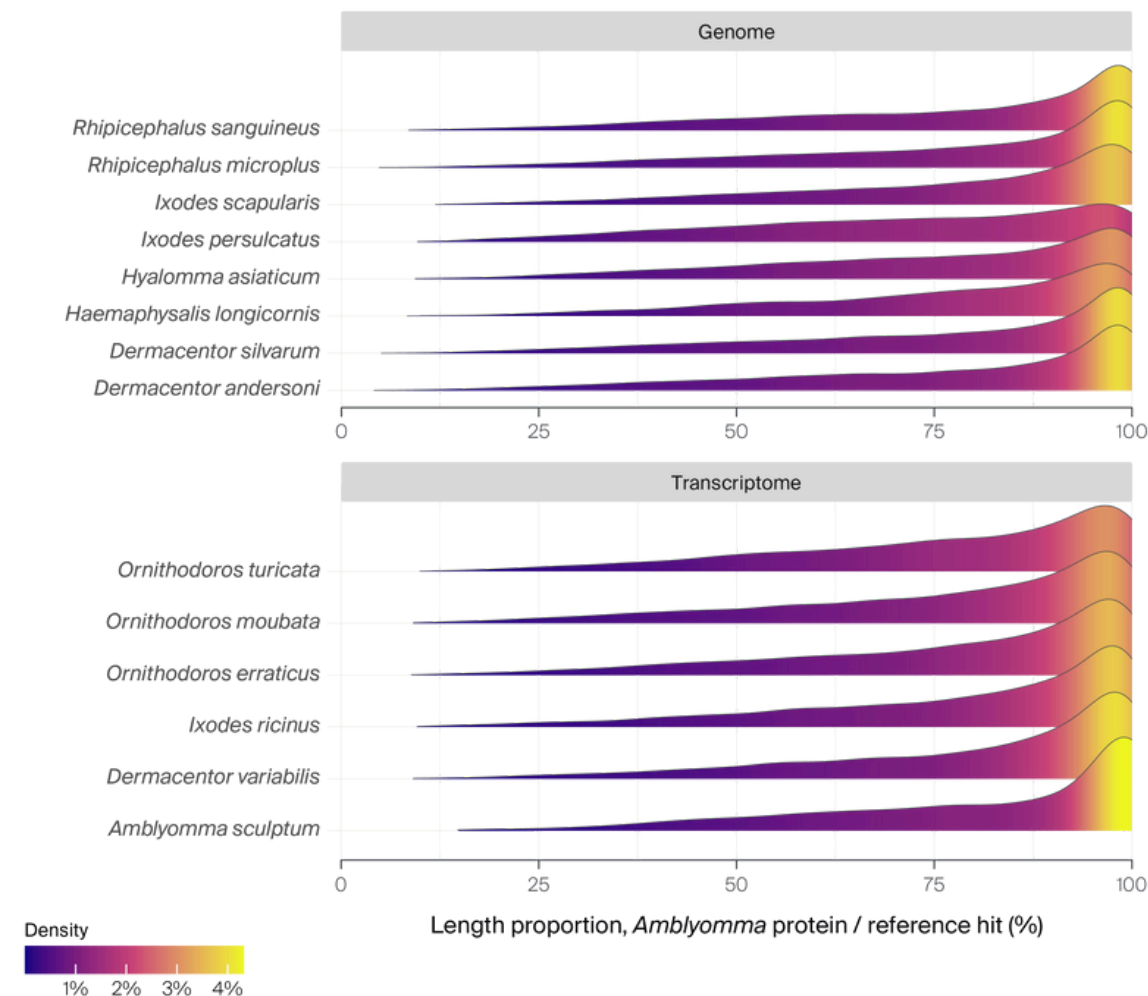 Genome
Rhipicephalus sanguineus
Rhipicephalus microplus
Ixodes scapularis
Ixodes persulcatus
Hyalomma asiaticum
Haemaphysalis longicornis
Dermacentor silvarum
Dermacentor andersoni
0 25 50 75 100
Transcriptome
Ornithodoros turicata
Ornithodoros moubata
Ornithodoros erraticus
Ixodes ricinus
Dermacentor variabilis
Amblyomma sculptum
0 25 50 75 100
Length proportion, Amblyomma protein / reference hit (%)
Density
1% 2% 3% 4%